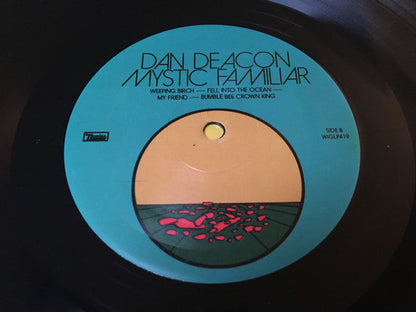 DAN DEACON
MYSTIC FAMILIAR
WEEPING BIRCH — FELL INTO THE OCEAN —
MY FRIEND — BUMBLE BEE CROWN KING
SIDE B
WIGLP419